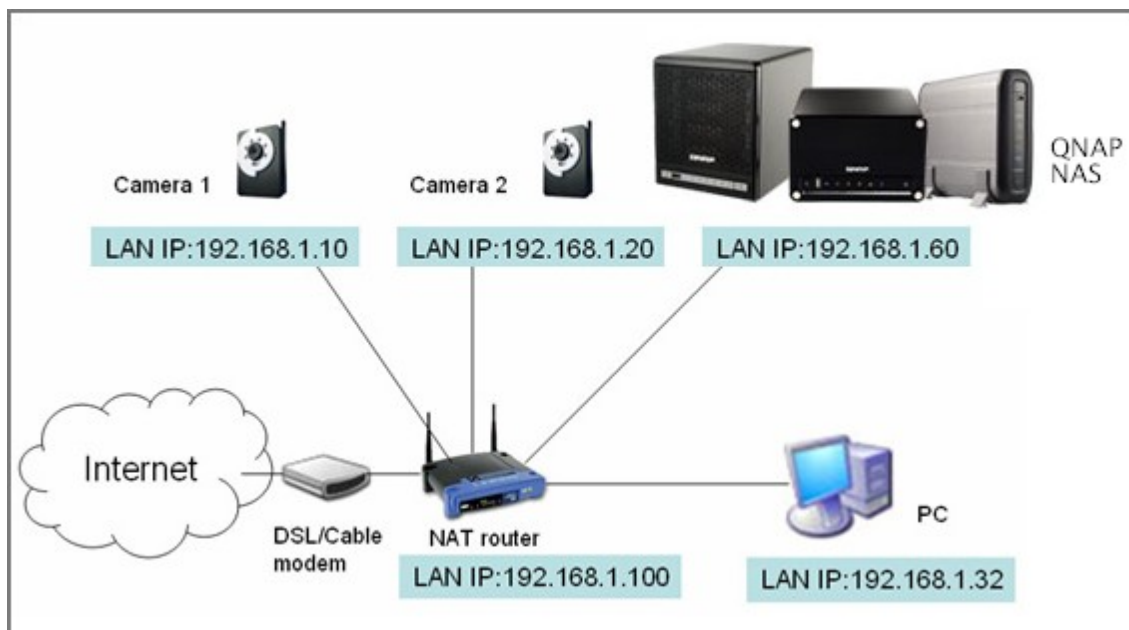 QNAP
NAS
Camera 1
Camera 2
LAN IP:192.168.1.10
LAN IP:192.168.1.20
LAN IP:192.168.1.60
Internet
DSL/Cable
modem
NAT router
PC
LAN IP:192.168.1.100
LAN IP:192.168.1.32